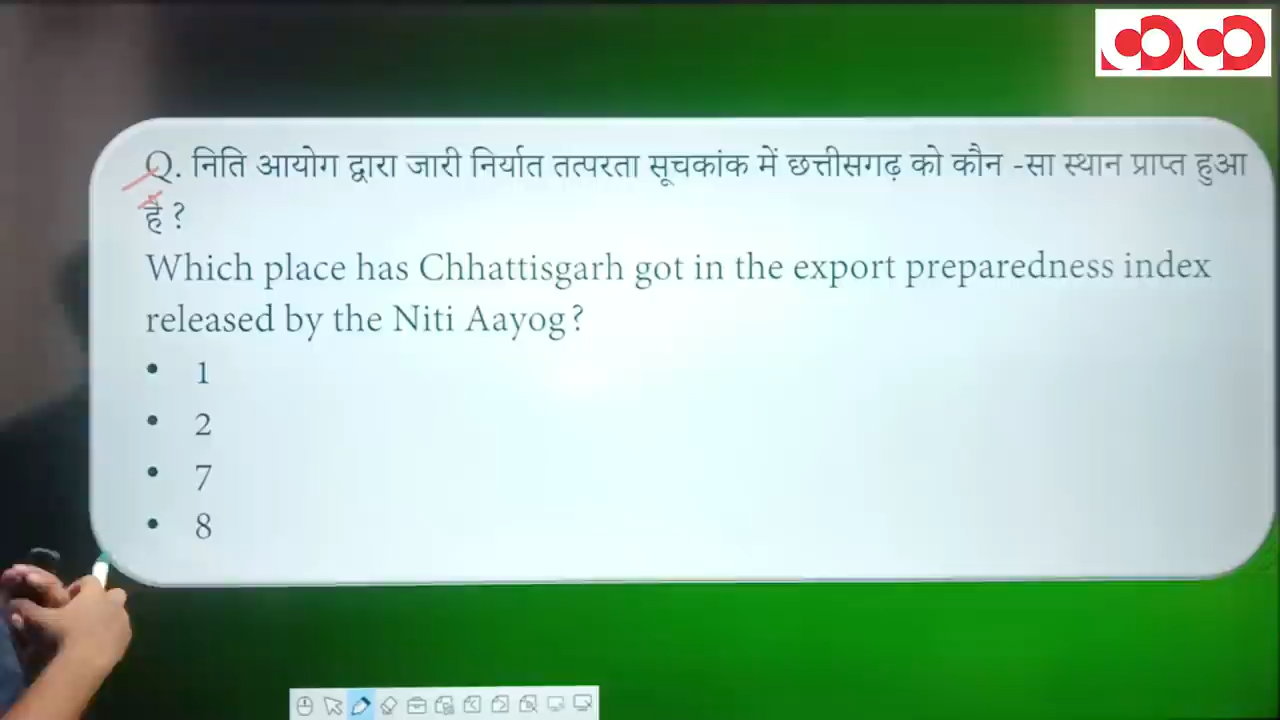 Q. निति आयोग द्वारा जारी निर्यात तत्परता सूचकांक में छत्तीसगढ़ को कौन -सा स्थान प्राप्त हुआ
है ?
Which place has Chhattisgarh got in the export preparedness index
released by the Niti Aayog?
• 1
• 2
• 7
• 8